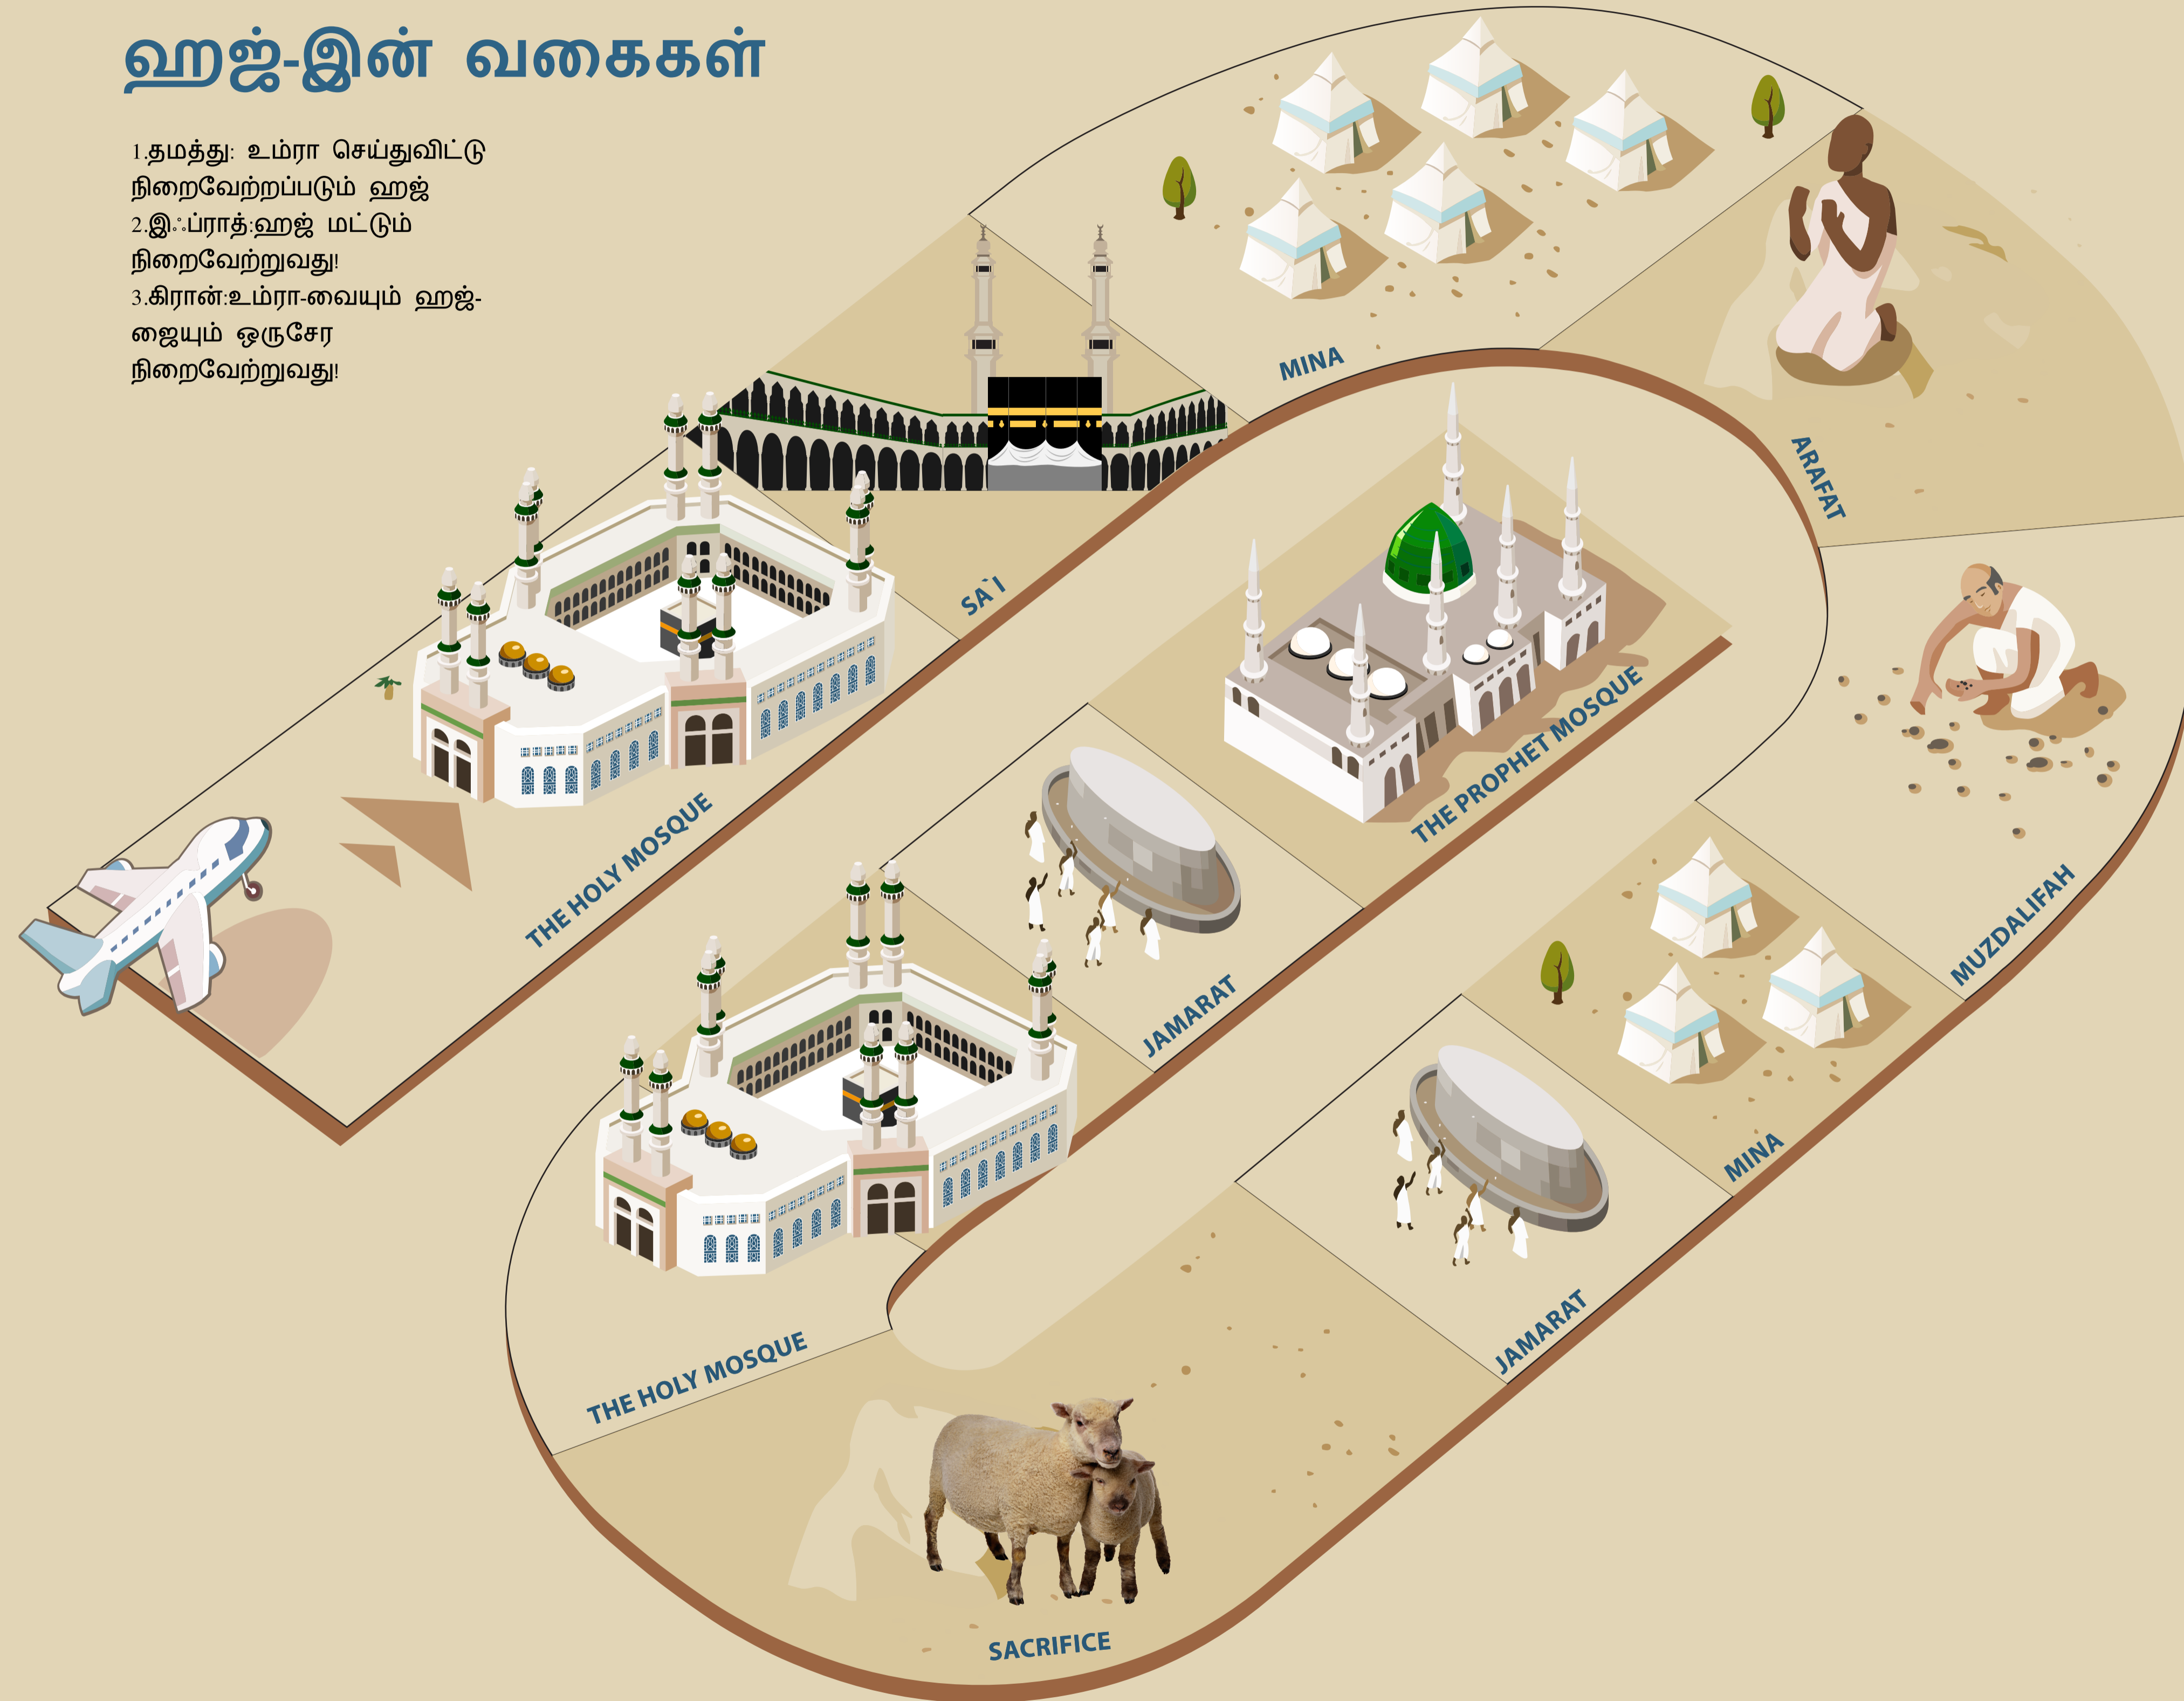 ஹஜ்-இன் வகைகள்
1.தமத்து: உம்ரா செய்துவிட்டு
நிறைவேற்றப்படும் ஹஜ்
2.இஃப்ராத்:ஹஜ் மட்டும்
நிறைவேற்றுவது!
3.கிரான்:உம்ரா-வையும் ஹஜ்-
ஜையும் ஒருசேர
நிறைவேற்றுவது!
THE HOLY MOSQUE
SA`I
MINA
ARAFAT
MUZDALIFAH
MINA
JAMARAT
SACRIFICE
THE HOLY MOSQUE
JAMARAT
THE PROPHET MOSQUE